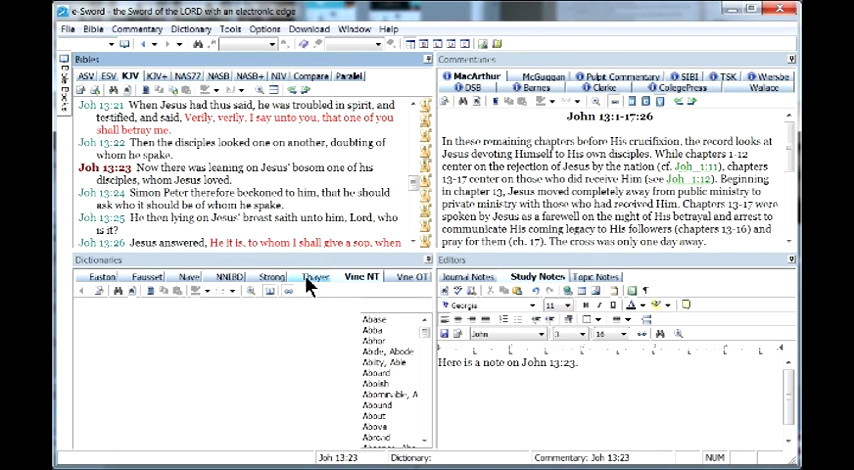 e-Sword - the Sword of the LORD with an electronic edge
File Bible Commentary Dictionary Tools Options Download Window Help
Bibles
ASV ESV KJV KJV+ NAS77 NASB NASB+ NIV Compare Parallel
Joh 13:21 When Jesus had thus said, he was troubled in spirit, and
testified, and said, Verily, verily, I say unto you, that one of you
shall betray me.
Joh 13:22 Then the disciples looked one on another, doubting of
whom he spake.
Joh 13:23 Now there was leaning on Jesus' bosom one of his
disciples, whom Jesus loved.
Joh 13:24 Simon Peter therefore beckoned to him, that he should
ask who it should be of whom he spake.
Joh 13:25 He then lying on Jesus' breast saith unto him, Lord, who
is it?
Joh 13:26 Jesus answered, He it is, to whom I shall give a sop, when
Commentaries
MacArthur McGuggan Pulpt Commentary SIBI TSK Wiersbe
DSB Barnes Clarke CollegePress Wallace
John 13:1-17:26
In these remaining chapters before His crucifixion, the record looks at
Jesus devoting Himself to His own disciples. While chapters 1-12
center on the rejection of Jesus by the nation (cf. Joh_1:11), chapters
13-17 center on those who did receive Him (see Joh_1:12). Beginning
in chapter 13, Jesus moved completely away from public ministry to
private ministry with those who had received Him. Chapters 13-17 were
spoken by Jesus as a farewell on the night of His betrayal and arrest to
communicate His coming legacy to His followers (chapters 13-16) and
pray for them (ch. 17). The cross was only one day away.
Dictionaries
Easton Fausset Nave NNEBD Strong Thayer Vine NT Vine OT
Abase
Abba
Abhor
Abide, Abode
Ability, Able
Aboard
Abolish
Abominable, A
Abound
About
Above
Abroad
Editors
Journal Notes Study Notes Topic Notes
Georgia 11
John 3 16
Here is a note on John 13:23.
Joh 13:23 Dictionary: Commentary: Joh 13:23 NUM